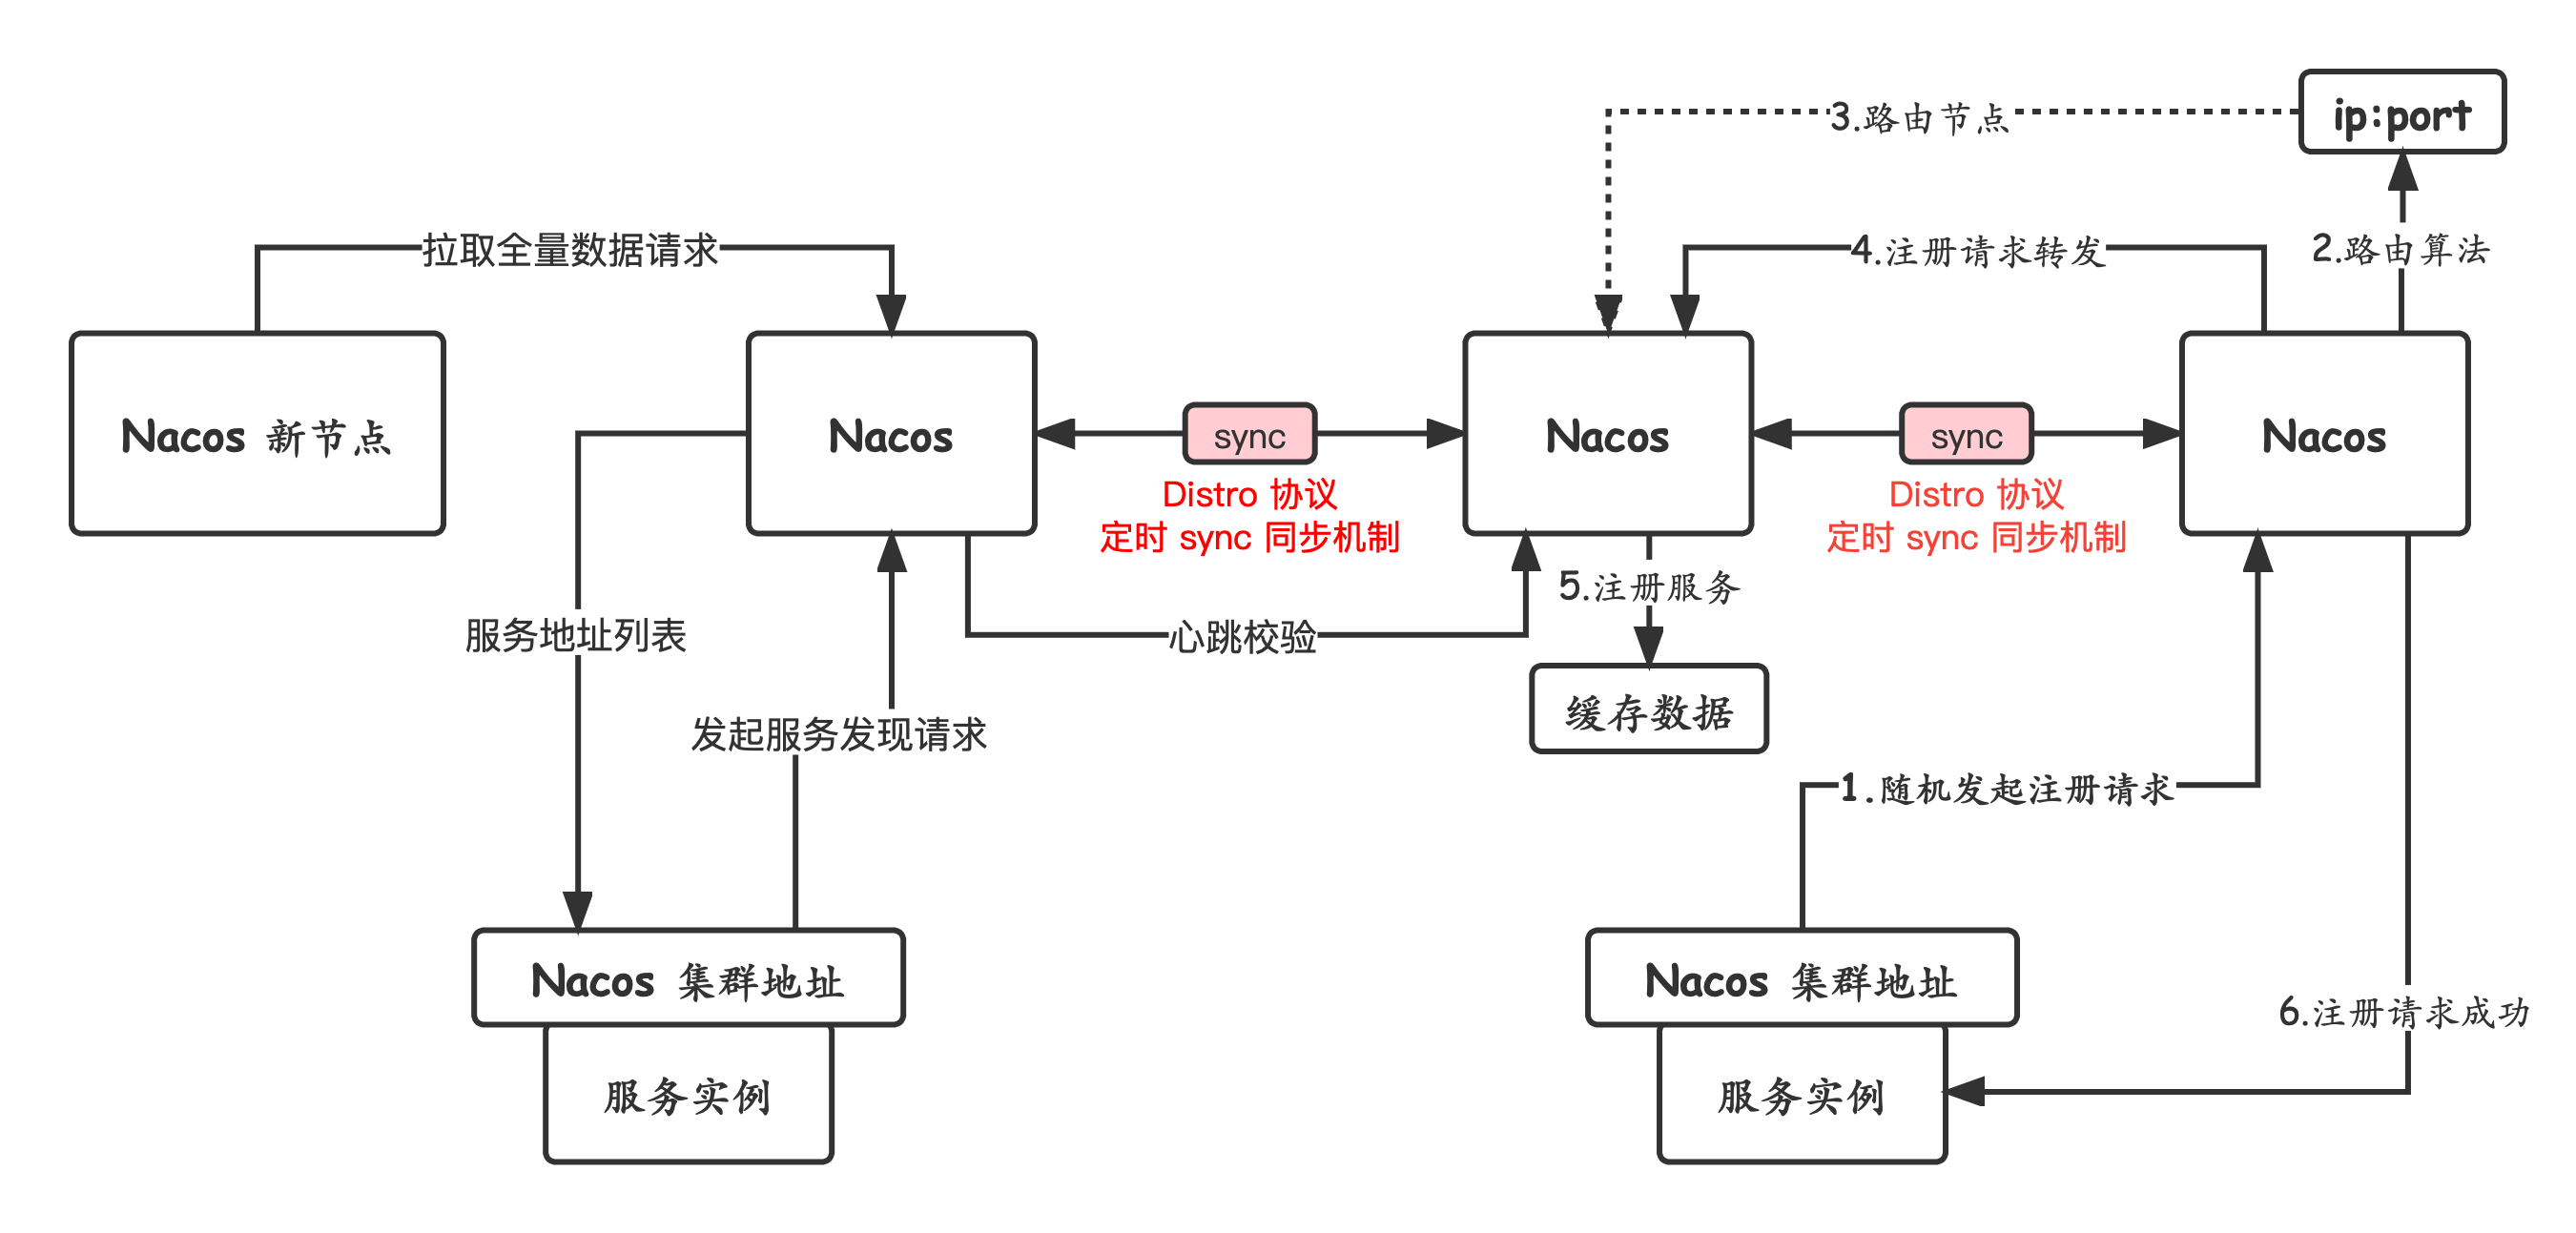 ip:port
3.路由节点
拉取全量数据请求
4.注册请求转发
2.路由算法
Nacos 新节点
Nacos
sync
Nacos
sync
Nacos
Distro 协议
定时 sync 同步机制
Distro 协议
定时 sync 同步机制
5.注册服务
服务地址列表
心跳校验
缓存数据
发起服务发现请求
1.随机发起注册请求
Nacos 集群地址
Nacos 集群地址
6.注册请求成功
服务实例
服务实例